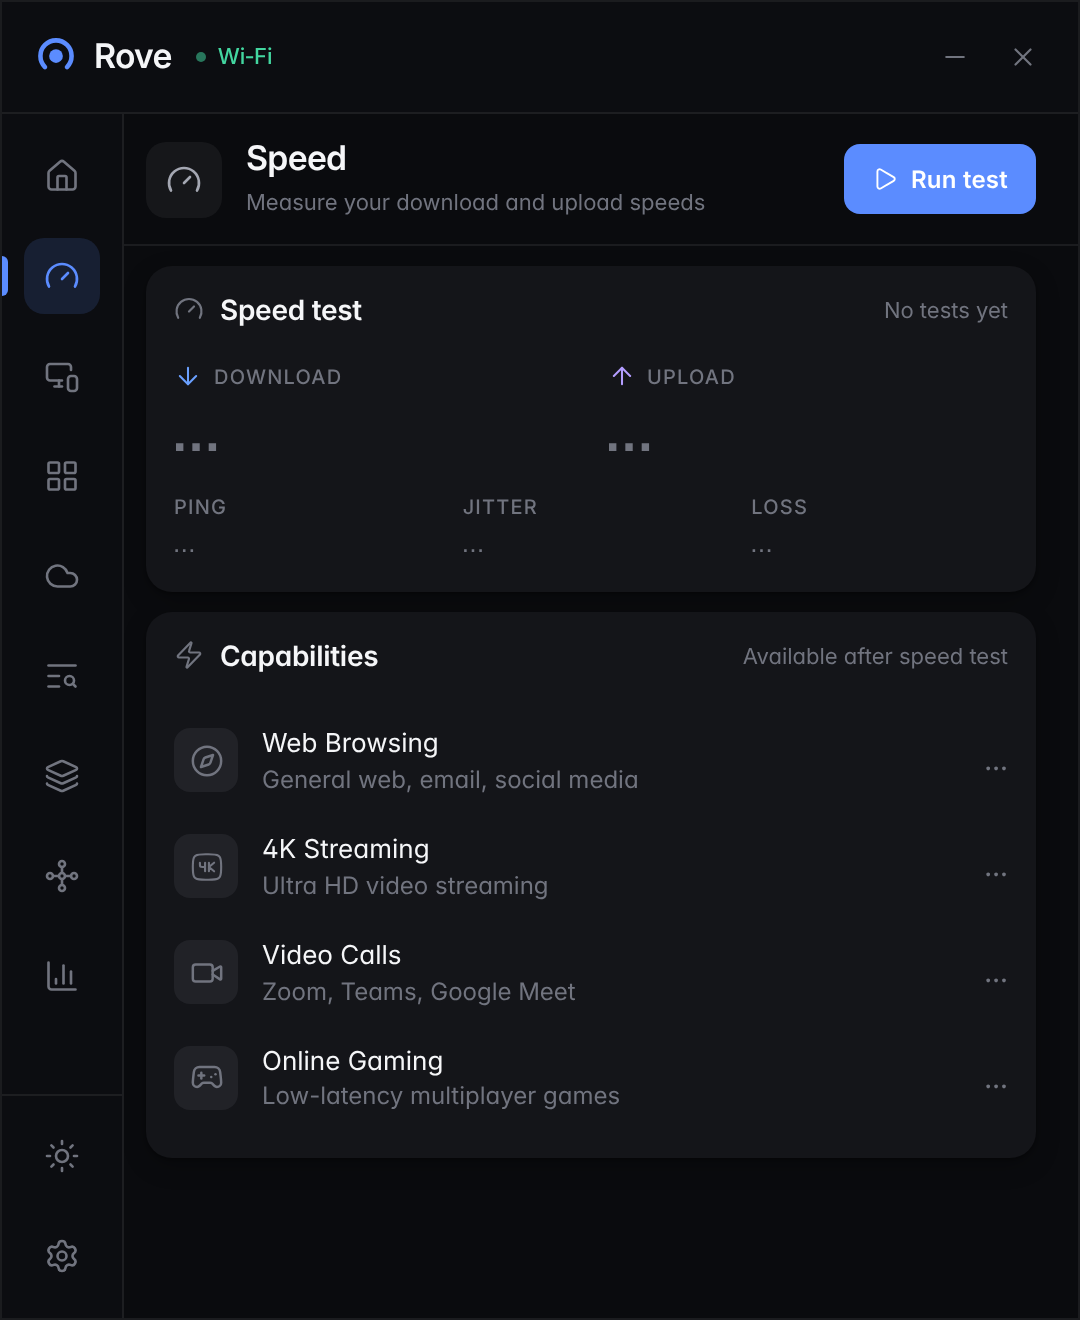 Rove
Wi-Fi
Speed
Measure your download and upload speeds
Run test
Speed test
No tests yet
DOWNLOAD
UPLOAD
...
...
PING
JITTER
LOSS
...
...
...
Capabilities
Available after speed test
Web Browsing
General web, email, social media
...
4K
4K Streaming
Ultra HD video streaming
...
Video Calls
Zoom, Teams, Google Meet
...
Online Gaming
Low-latency multiplayer games
...